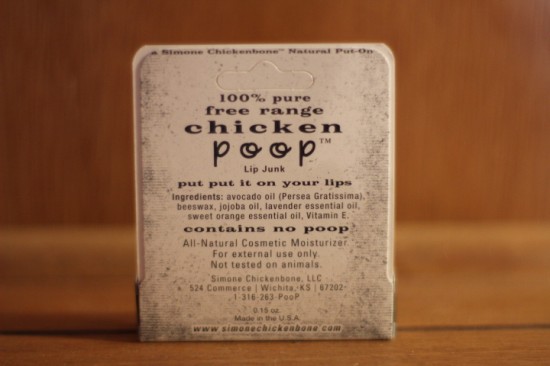 a Simone Chickenbone™ Natural Put-On
100% pure
free range
chicken
poop™
Lip Junk
put put it on your lips
Ingredients: avocado oil (Persea Gratissima),
beeswax, jojoba oil, lavender essential oil,
sweet orange essential oil, Vitamin E.
contains no poop
All-Natural Cosmetic Moisturizer
For external use only.
Not tested on animals.
Simone Chickenbone, LLC
524 Commerce | Wichita, KS | 67202
1-316-263-PooP
0.15 oz.
Made in the U.S.A.
www.simonechickenbone.com